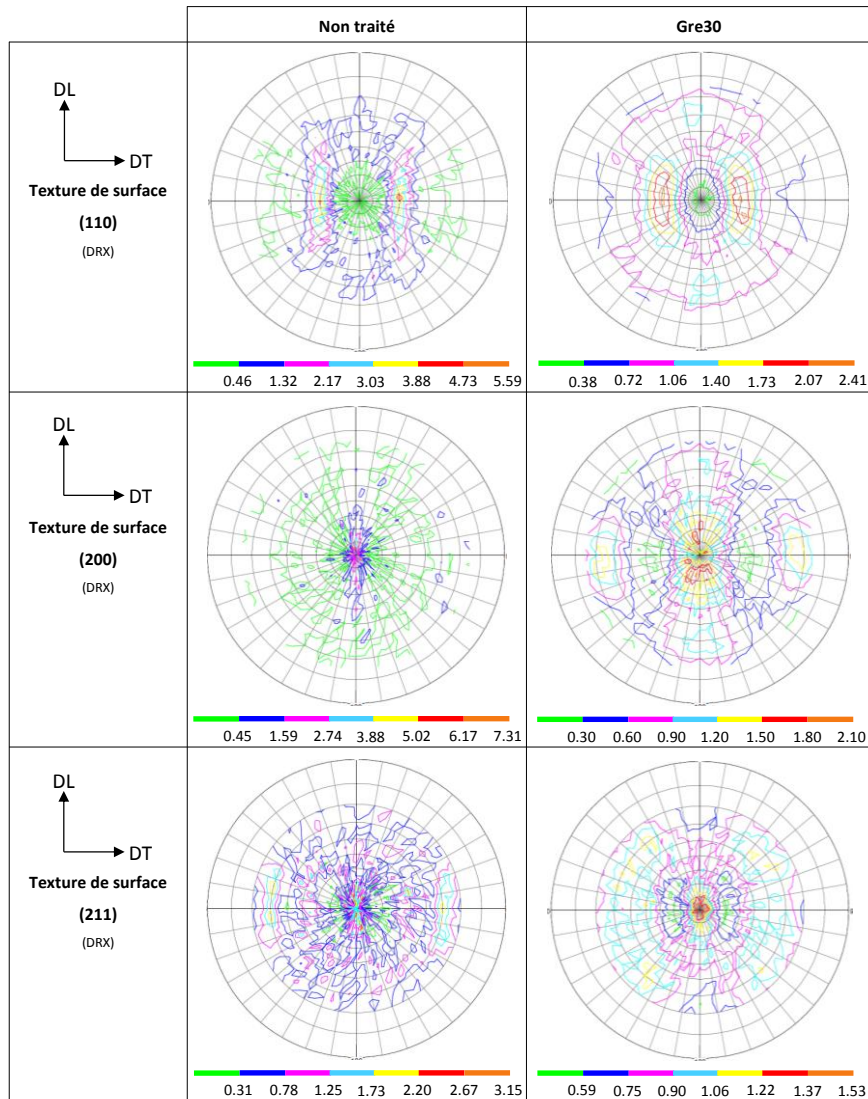 Non traité
Gre30
DL
DT
Texture de surface
(110)
(DRX)
0.46 1.32 2.17 3.03 3.88 4.73 5.59
0.38 0.72 1.06 1.40 1.73 2.07 2.41
DL
DT
Texture de surface
(200)
(DRX)
0.45 1.59 2.74 3.88 5.02 6.17 7.31
0.30 0.60 0.90 1.20 1.50 1.80 2.10
DL
DT
Texture de surface
(211)
(DRX)
0.31 0.78 1.25 1.73 2.20 2.67 3.15
0.59 0.75 0.90 1.06 1.22 1.37 1.53